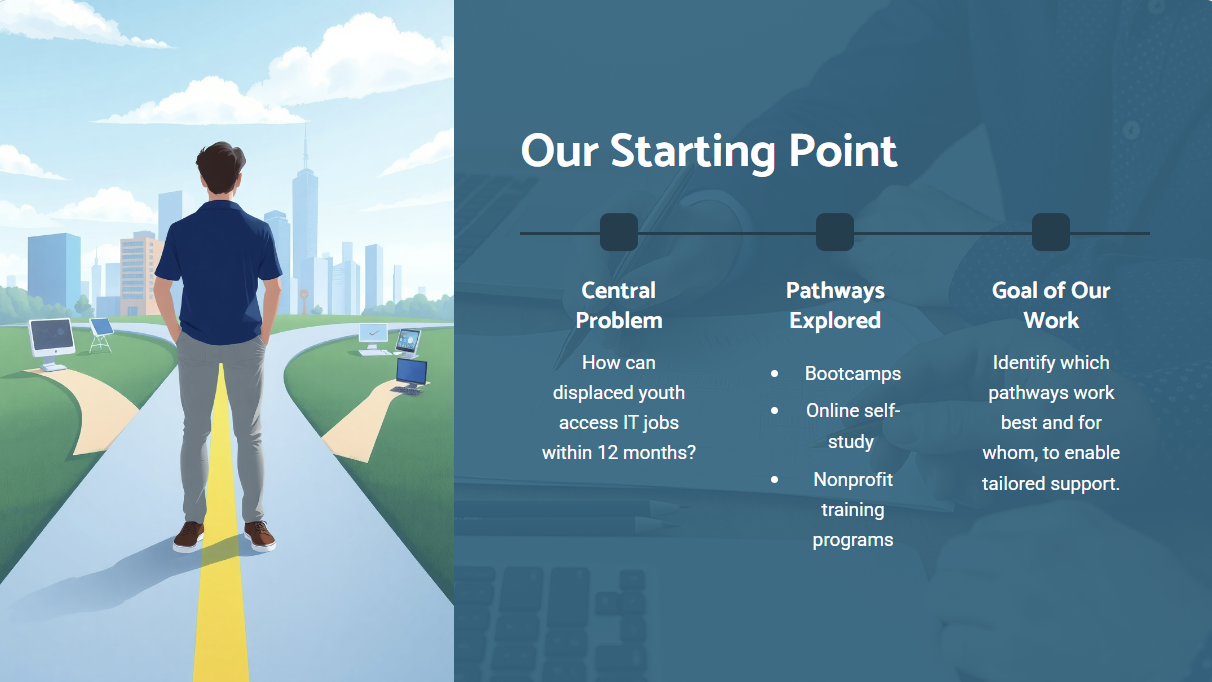 Our Starting Point
Central
Problem
How can
displaced youth
access IT jobs
within 12 months?
Pathways
Explored
• Bootcamps
• Online self-
study
• Nonprofit
training
programs
Goal of Our
Work
Identify which
pathways work
best and for
whom, to enable
tailored support.